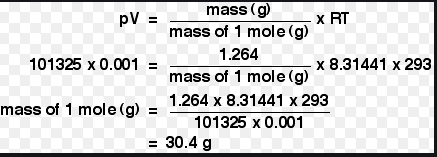 pV = mass (g) / mass of 1 mole (g) x RT
101325 x 0.001 = 1.264 / mass of 1 mole (g) x 8.31441 x 293
mass of 1 mole (g) = 1.264 x 8.31441 x 293 / 101325 x 0.001
= 30.4 g